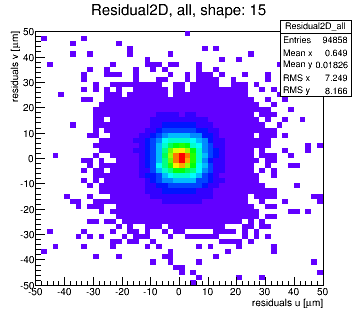 Residual2D, all, shape: 15
Residual2D_all
Entries 94858
Mean x 0.649
Mean y 0.01826
RMS x 7.249
RMS y 8.166
residuals v [μm]
50
40
30
20
10
0
-10
-20
-30
-40
-50
-50 -40 -30 -20 -10 0 10 20 30 40 50
residuals u [μm]